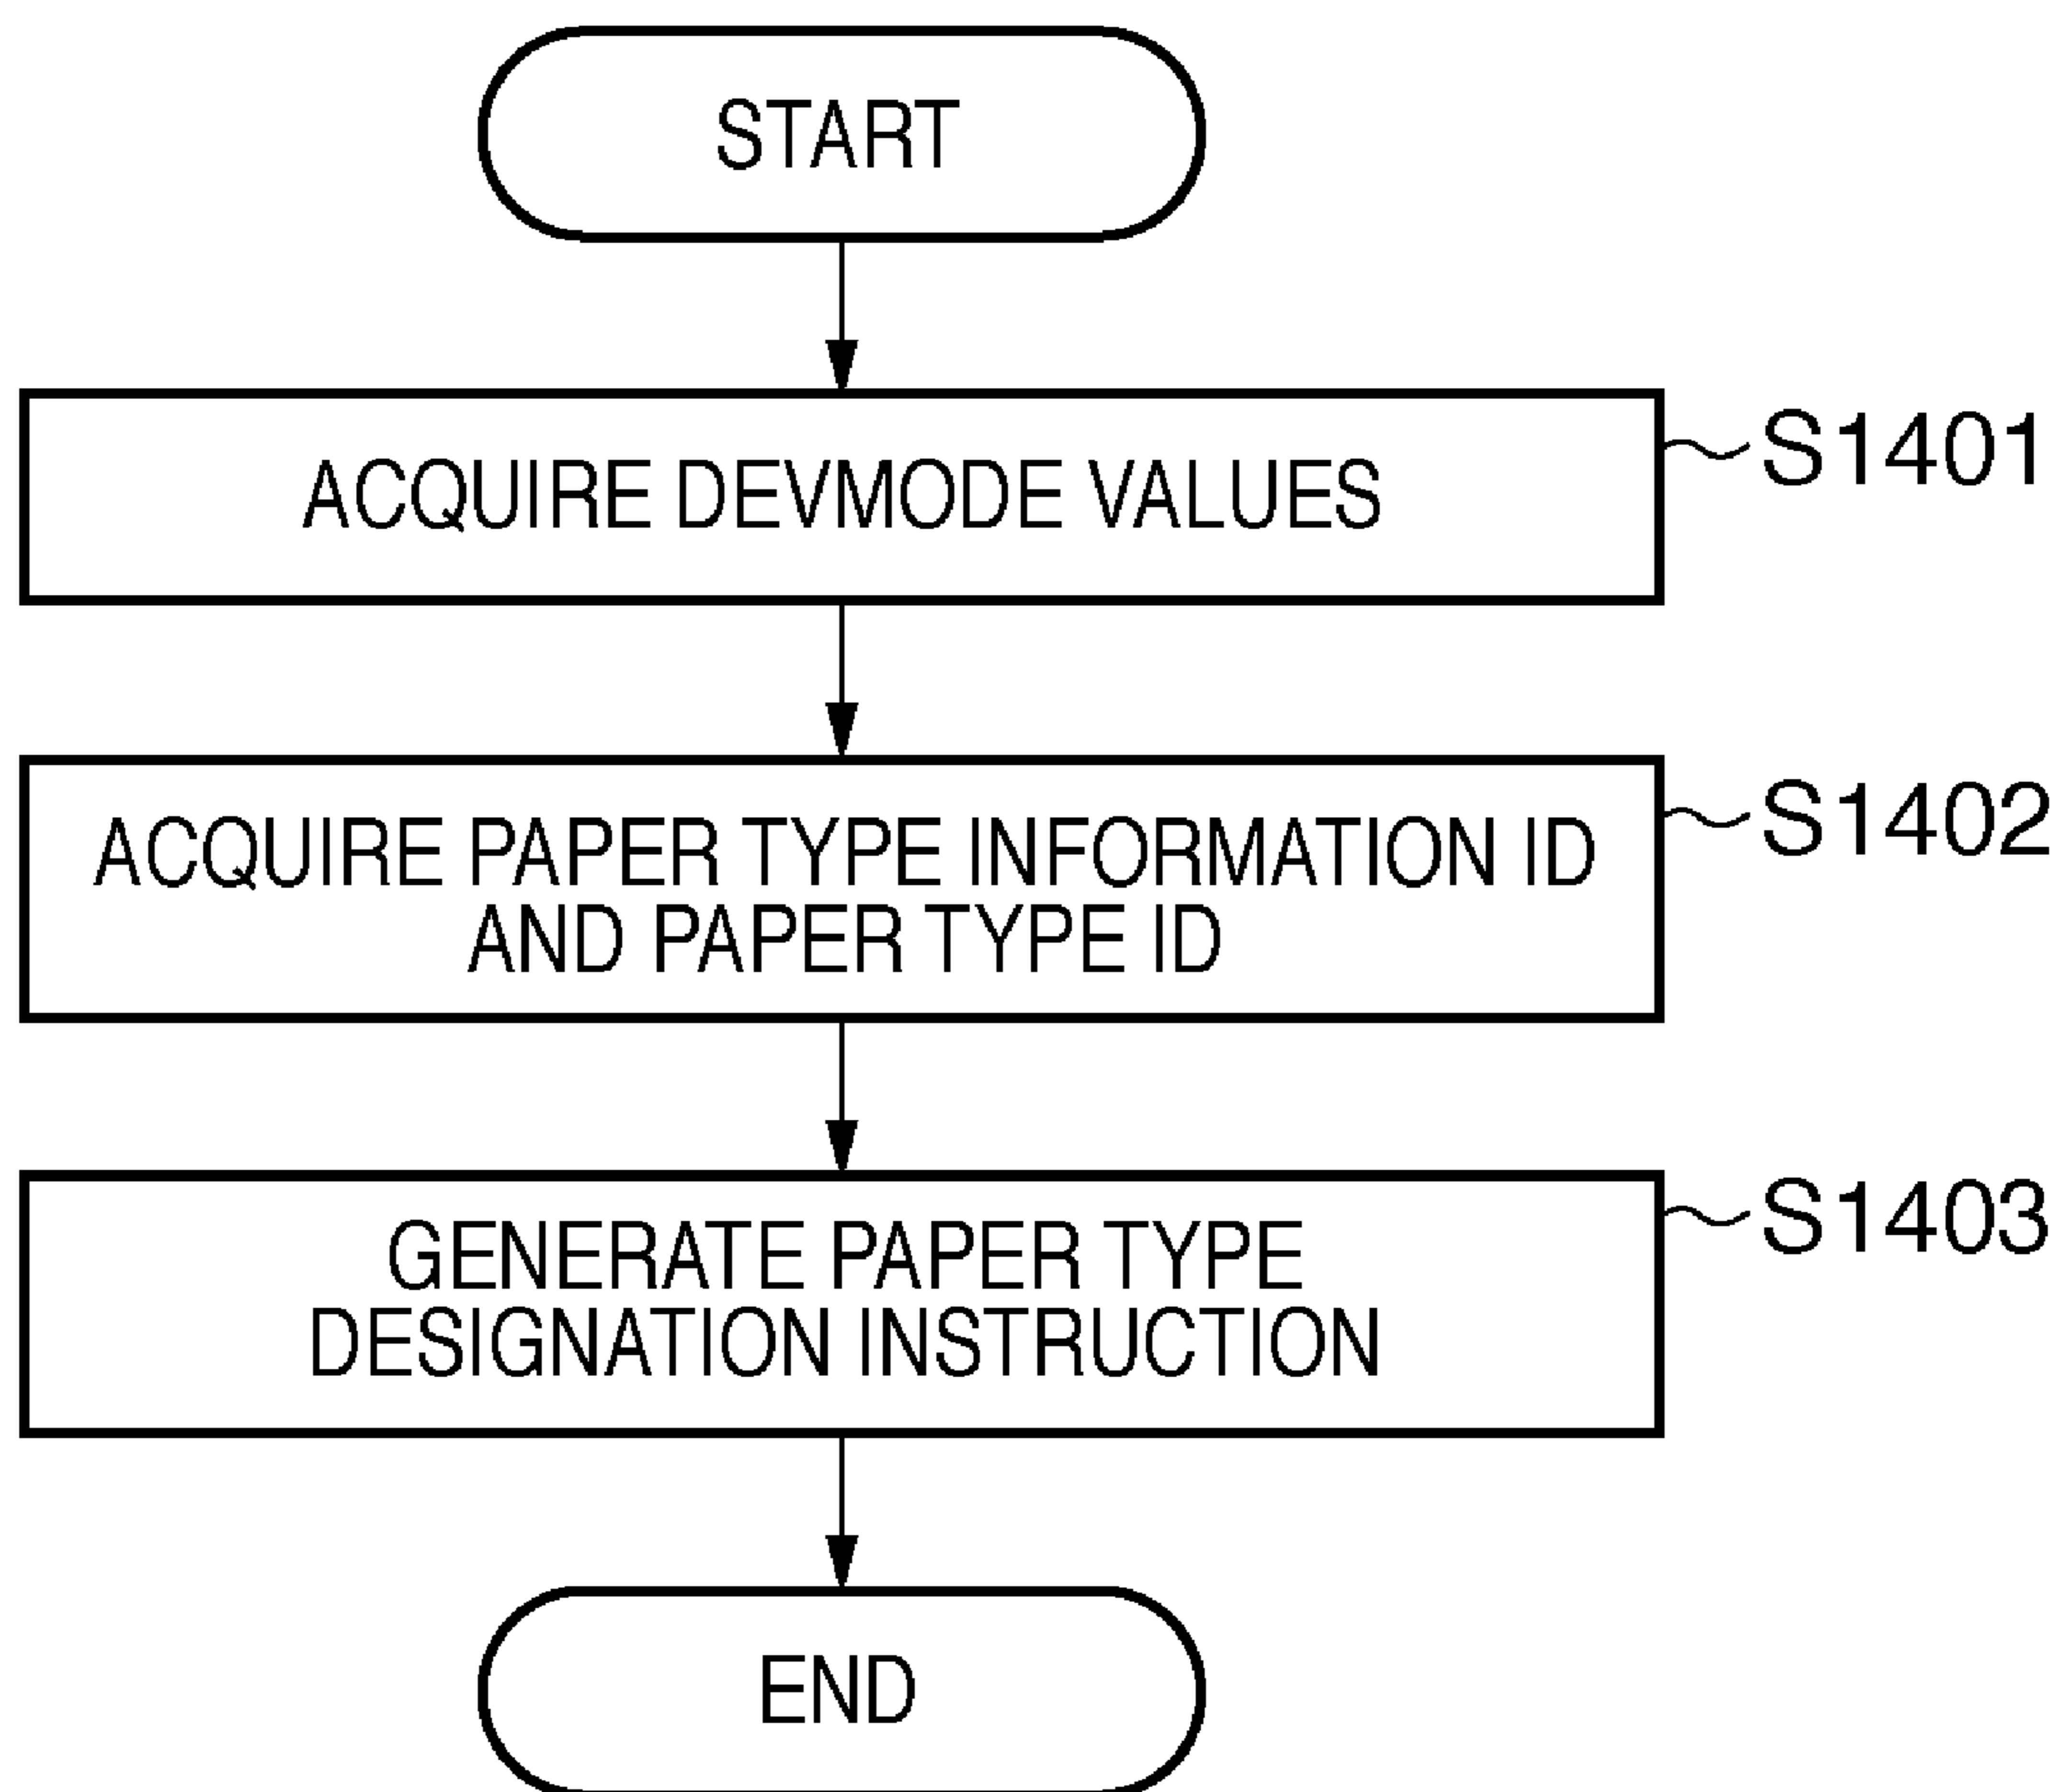 START
ACQUIRE DEVMODE VALUES
S1401
ACQUIRE PAPER TYPE INFORMATION ID
AND PAPER TYPE ID
S1402
GENERATE PAPER TYPE
DESIGNATION INSTRUCTION
S1403
END